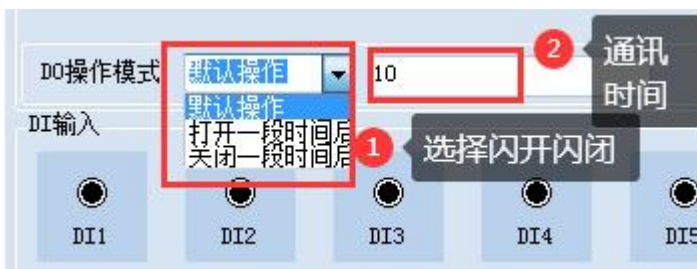 DO操作模式 默认操作 10
默认操作
打开一段时间后
关闭一段时间后
2 通讯
时间
1 选择闪开闪闭
DI输入
DI1 DI2 DI3 DI4 DI5